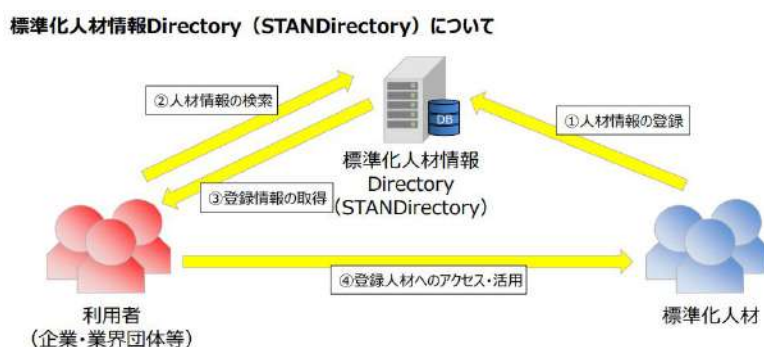 標準化人材情報Directory（STANDirectory）について
②人材情報の検索
DB
①人材情報の登録
標準化人材情報
Directory
（STANDirectory）
③登録情報の取得
④登録人材へのアクセス・活用
利用者
（企業・業界団体等）
標準化人材